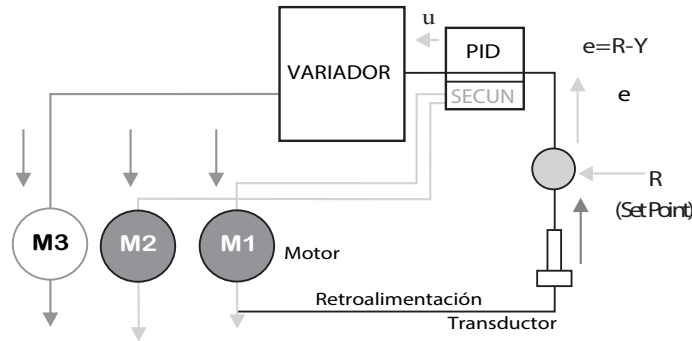 u
PID
e=R-Y
VARIADOR
SECUN
e
R
(Set Point)
M3
M2
M1
Motor
Retroalimentación
Transductor